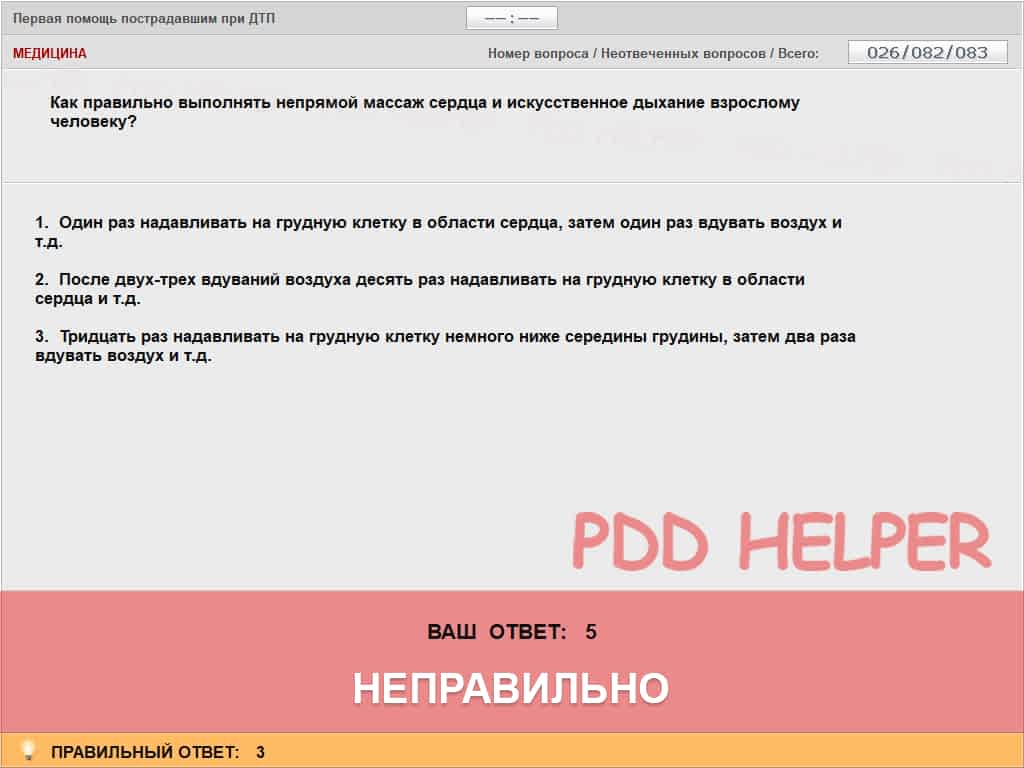 Первая помощь пострадавшим при ДТП
—— : ——
МЕДИЦИНА
Номер вопроса / Неотвеченных вопросов / Всего:
026/082/083
Как правильно выполнять непрямой массаж сердца и искусственное дыхание взрослому
человеку?
1. Один раз надавливать на грудную клетку в области сердца, затем один раз вдувать воздух и
т.д.
2. После двух-трех вдуваний воздуха десять раз надавливать на грудную клетку в области
сердца и т.д.
3. Тридцать раз надавливать на грудную клетку немного ниже середины грудины, затем два раза
вдувать воздух и т.д.
PDD HELPER
ВАШ ОТВЕТ: 5
НЕПРАВИЛЬНО
ПРАВИЛЬНЫЙ ОТВЕТ: 3